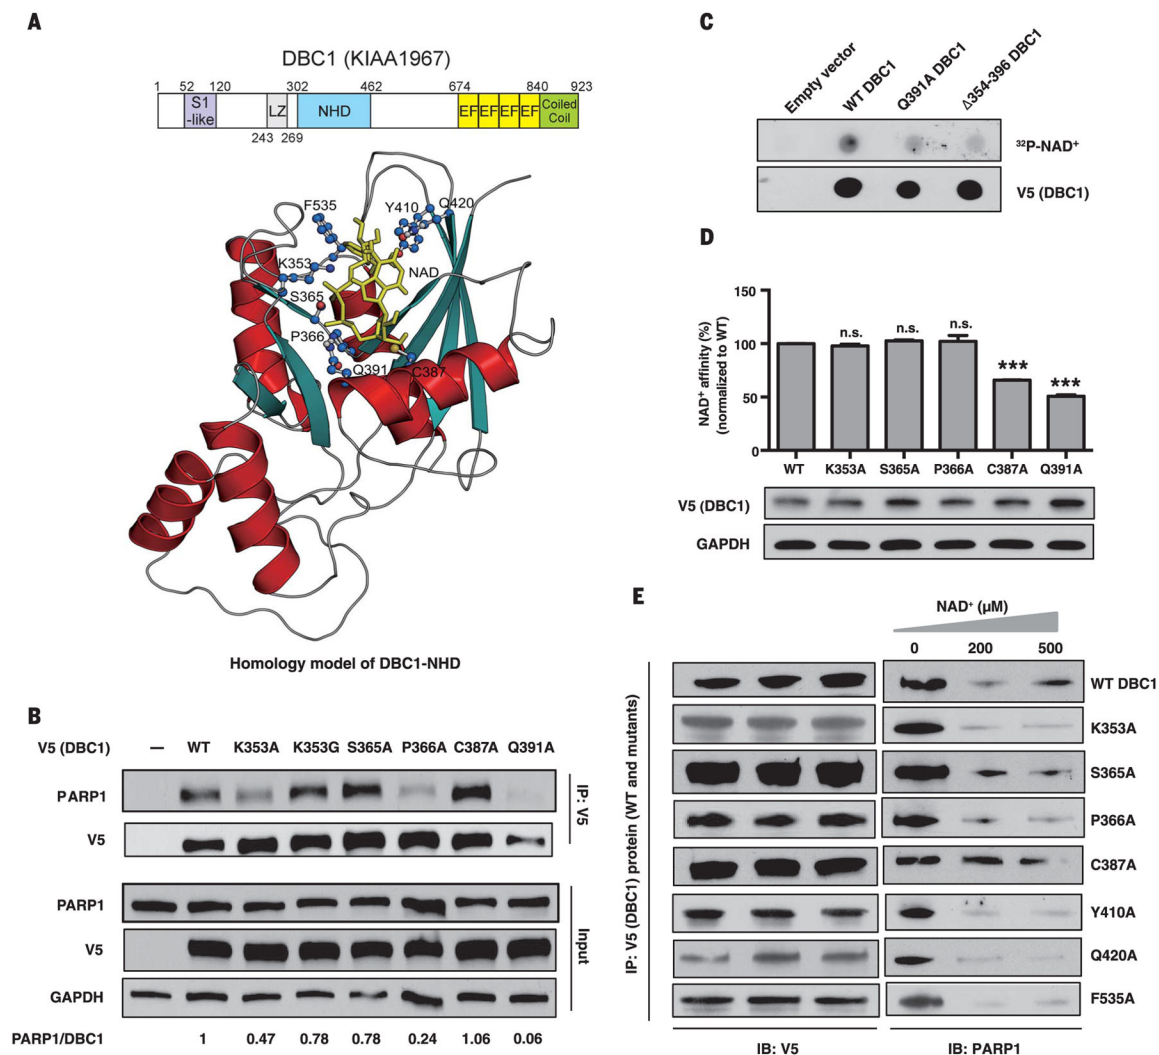 A
DBC1 (KIAA1967)
1 52 120 302 462 674 840 923
S1
-like
LZ
NHD
EF EF EF EF
Coiled
Coil
243 269
F535
Y410
Q420
K353
NAD
S365
P366
Q391
C387
Homology model of DBC1-NHD
B
V5 (DBC1) — WT K353A K353G S365A P366A C387A Q391A
PARP1
V5
IP: V5
PARP1
V5
GAPDH
Input
PARP1/DBC1 1 0.47 0.78 0.78 0.24 1.06 0.06
C
Empty vector
WT DBC1
Q391A DBC1
Δ354-396 DBC1
³²P-NAD⁺
V5 (DBC1)
D
NAD⁺ affinity (%)
(normalized to WT)
150
100
50
0
n.s. n.s. n.s. *** ***
WT K353A S365A P366A C387A Q391A
V5 (DBC1)
GAPDH
E
NAD⁺ (µM)
0 200 500
IP: V5 (DBC1) protein (WT and mutants)
WT DBC1
K353A
S365A
P366A
C387A
Y410A
Q420A
F535A
IB: V5
IB: PARP1